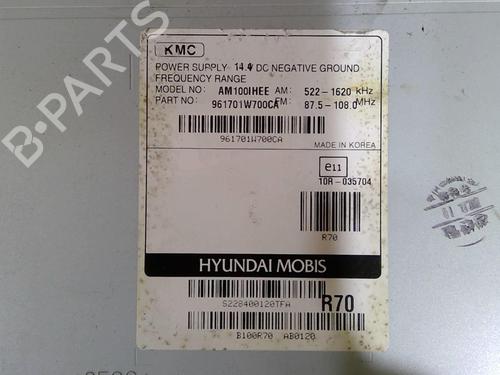 KMC
POWER SUPPLY : 14.4 DC NEGATIVE GROUND
FREQUENCY RANGE
MODEL NO: AM100IHEE AM: 522-1620 kHz
PART NO: 961701W700CA FM: 87.5-108.0 MHz
961701W700CA
MADE IN KOREA
e11
10R-035704
R70
HYUNDAI MOBIS
S228400120TFA
R70
B100R70 AB0120
B-PARTS